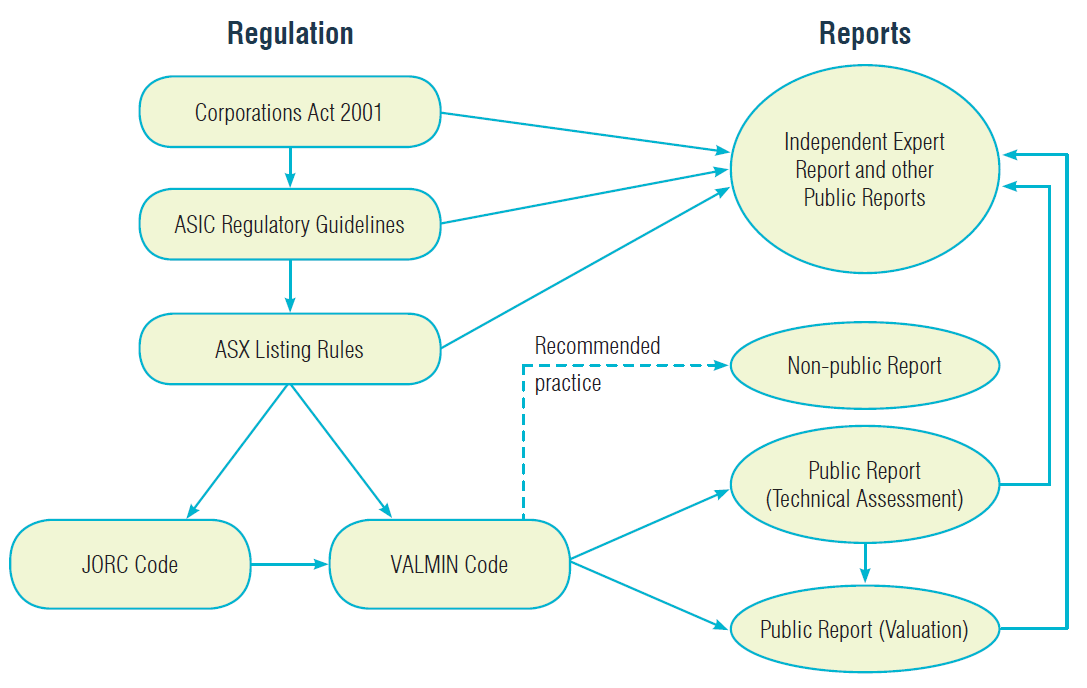 Regulation
Reports
Corporations Act 2001
Independent Expert
Report and other
Public Reports
ASIC Regulatory Guidelines
ASX Listing Rules
Recommended
practice
Non-public Report
Public Report
(Technical Assessment)
JORC Code
VALMIN Code
Public Report (Valuation)